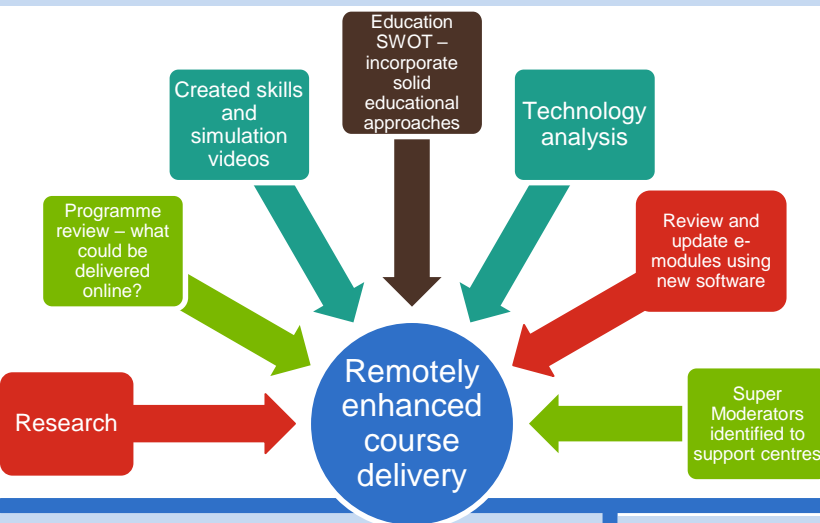 Education
SWOT –
incorporate
solid
educational
approaches
Created skills
and
simulation
videos
Technology
analysis
Programme
review – what
could be
delivered
online?
Review and
update e-
modules using
new software
Research
Remotely
enhanced
course
delivery
Super
Moderators
identified to
support centres